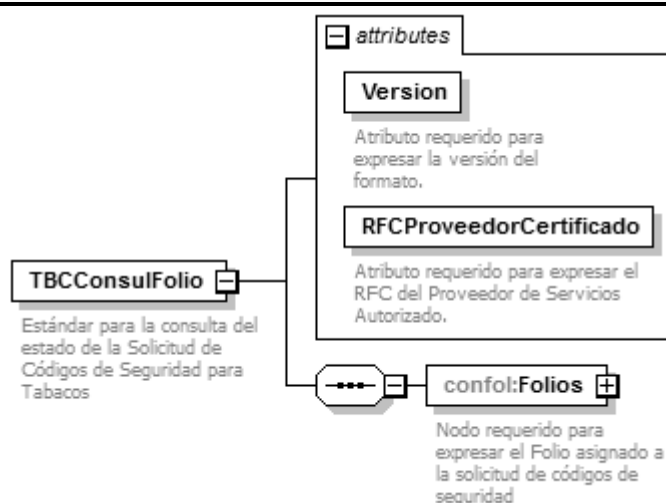 attributes
Version
Atributo requerido para
expresar la versión del
formato.
RFCProveedorCertificado
Atributo requerido para expresar el
RFC del Proveedor de Servicios
Autorizado.
TBCConsulFolio
Estándar para la consulta del
estado de la Solicitud de
Códigos de Seguridad para
Tabacos
confol:Folios
Nodo requerido para
expresar el Folio asignado a
la solicitud de códigos de
seguridad